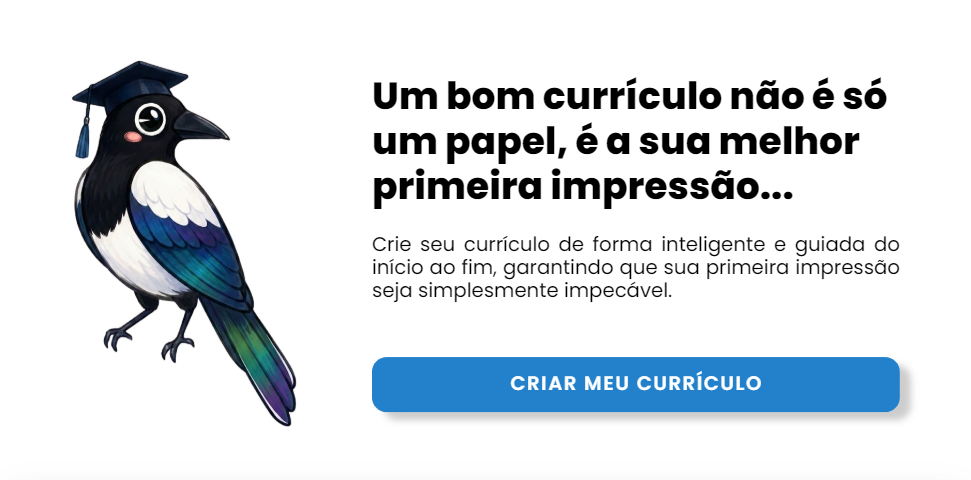 Um bom currículo não é só
um papel, é a sua melhor
primeira impressão...
Crie seu currículo de forma inteligente e guiada do
início ao fim, garantindo que sua primeira impressão
seja simplesmente impecável.
CRIAR MEU CURRÍCULO